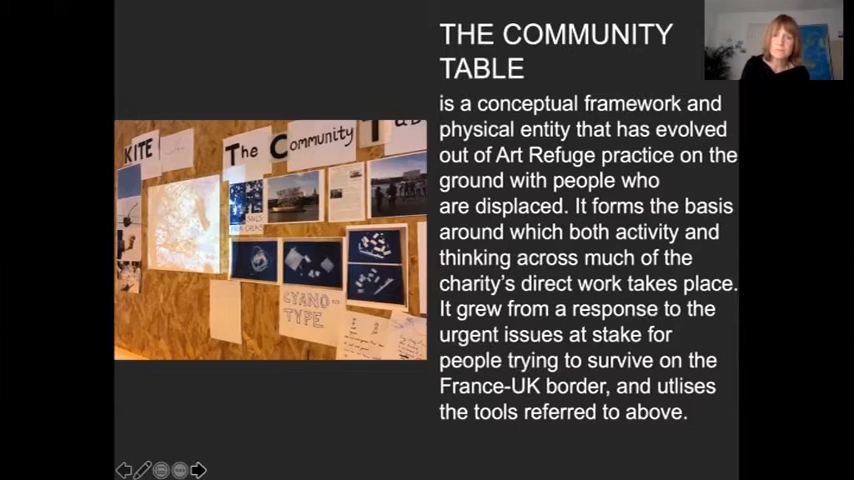 THE COMMUNITY
TABLE
is a conceptual framework and
physical entity that has evolved
out of Art Refuge practice on the
ground with people who
are displaced. It forms the basis
around which both activity and
thinking across much of the
charity's direct work takes place.
It grew from a response to the
urgent issues at stake for
people trying to survive on the
France-UK border, and utlises
the tools referred to above.
KITE
The Community
CYANO-
TYPE